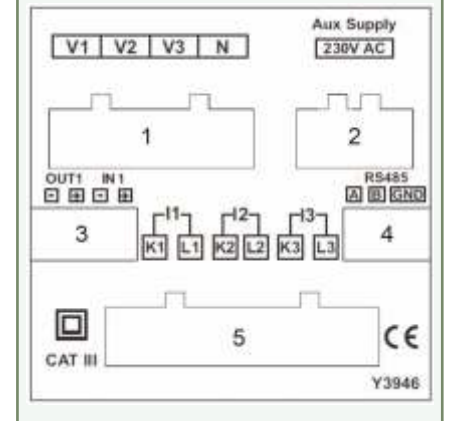 Aux Supply
V1 V2 V3 N 230V AC
1 2
OUT1 IN1 RS485
- + - + A B GND
I1 I2 I3
3 K1 L1 K2 L2 K3 L3 4
5
CE
CAT III
Y3946